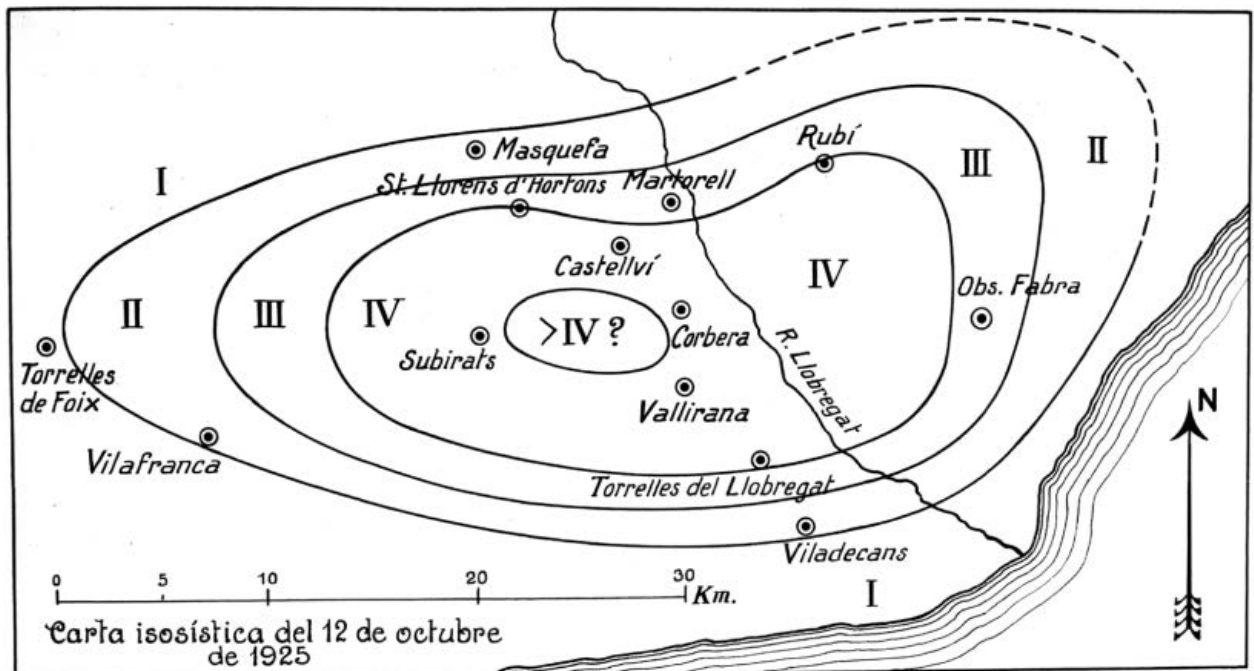 Masquefa
Rubí
I
St. Llorens d'Hortons
Martorell
III
II
Castellví
II
III
IV
>IV?
IV
Obs. Fabra
Corbera
Subirats
Torrelles
de Foix
Vallirana
R. Llobregat
N
Vilafranca
Torrelles del Llobregat
Viladecans
0 5 10 20 30 Km.
I
Carta isosística del 12 de octubre
de 1925